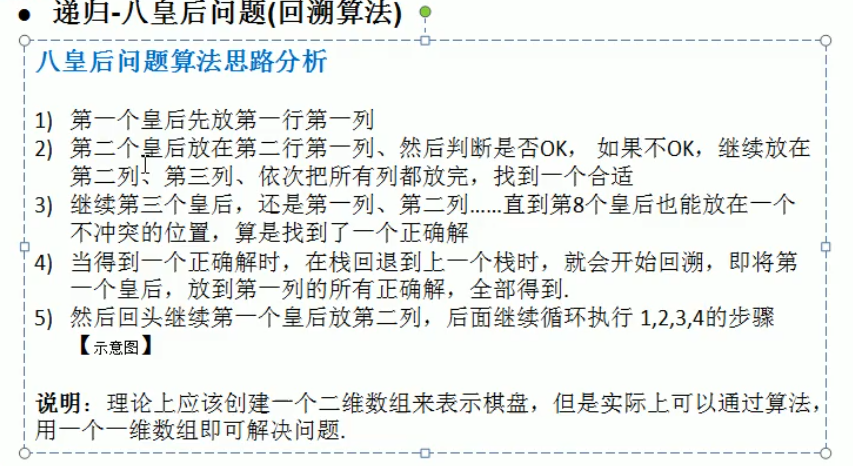 ● 递归-八皇后问题(回溯算法)
八皇后问题算法思路分析
1) 第一个皇后先放第一行第一列
2) 第二个皇后放在第二行第一列、然后判断是否OK, 如果不OK,继续放在
第二列、第三列、依次把所有列都放完,找到一个合适
3) 继续第三个皇后,还是第一列、第二列……直到第8个皇后也能放在一个
不冲突的位置,算是找到了一个正确解
4) 当得到一个正确解时,在栈回退到上一个栈时,就会开始回溯,即将第
一个皇后,放到第一列的所有正确解,全部得到.
5) 然后回头继续第一个皇后放第二列,后面继续循环执行 1,2,3,4的步骤
【示意图】
说明:理论上应该创建一个二维数组来表示棋盘,但是实际上可以通过算法,
用一个一维数组即可解决问题.